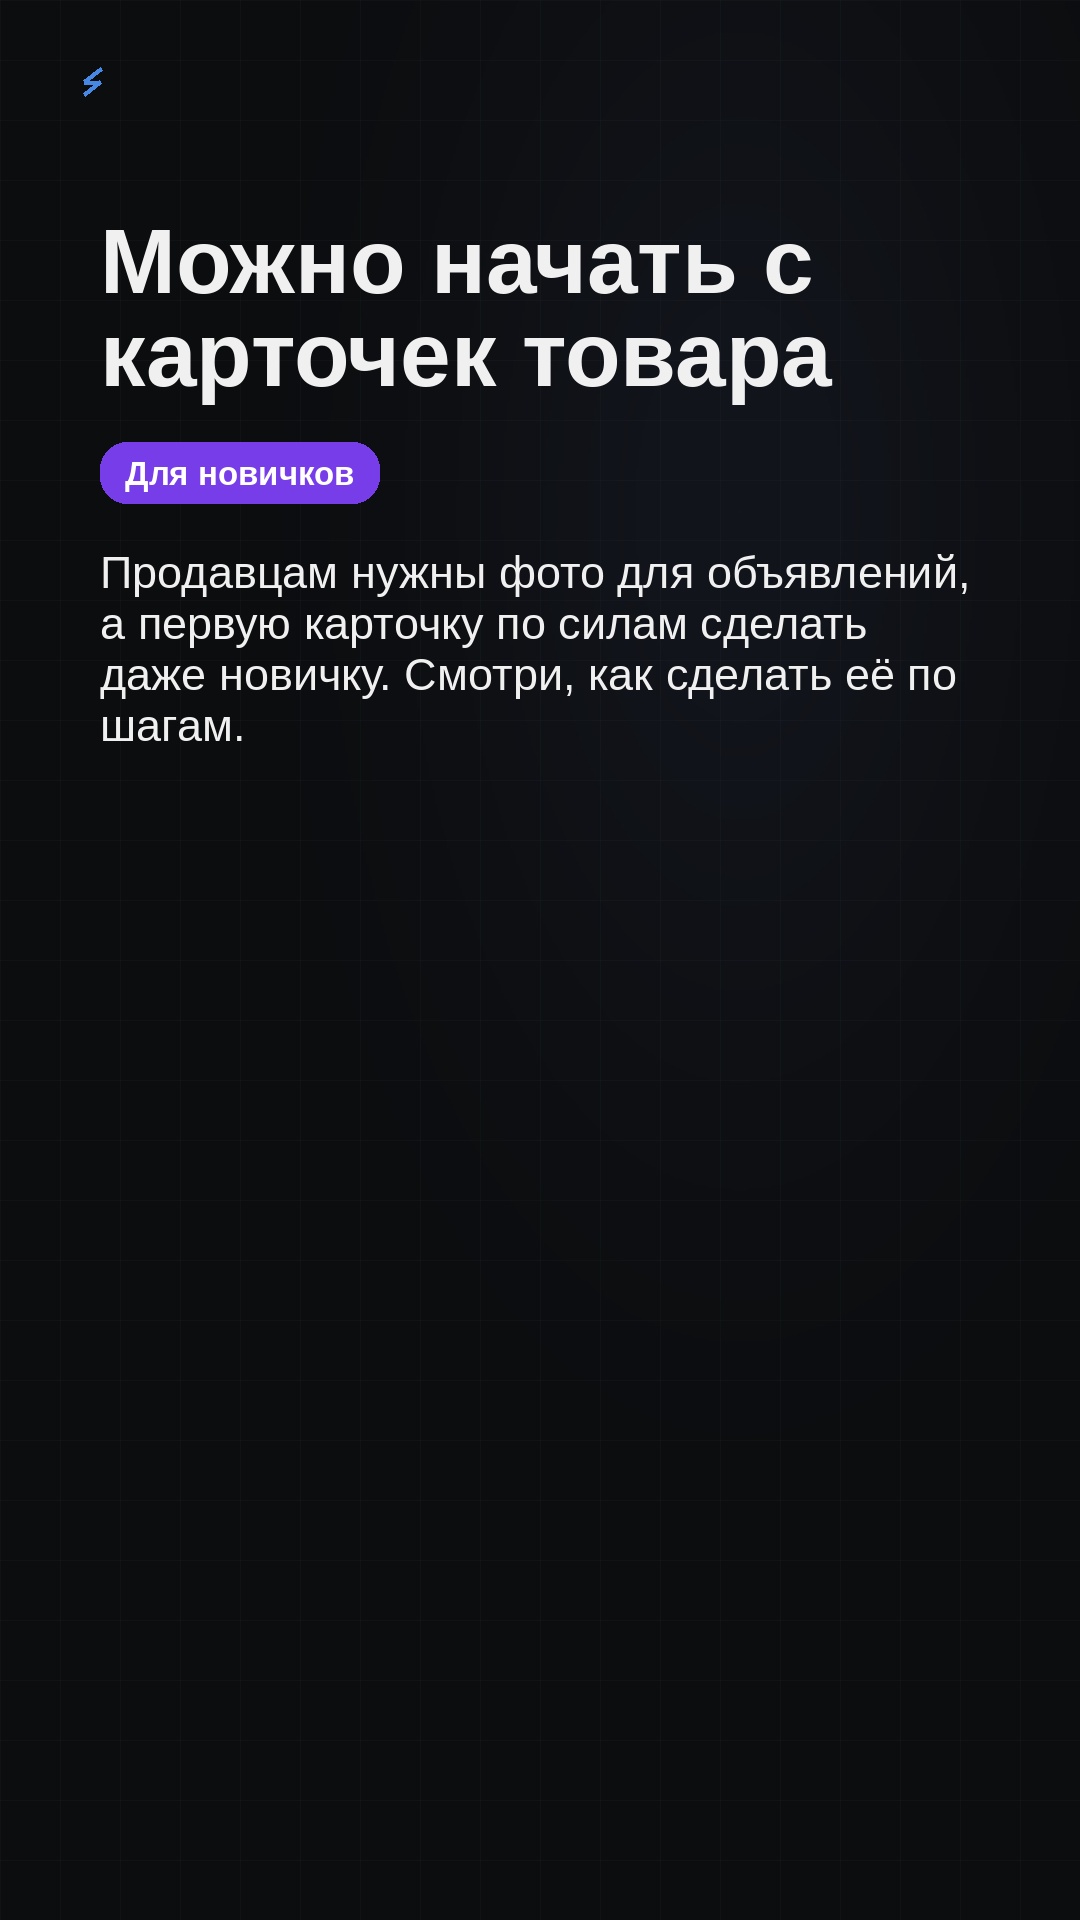 Можно начать с
карточек товара
Для новичков
Продавцам нужны фото для объявлений,
а первую карточку по силам сделать
даже новичку. Смотри, как сделать её по
шагам.